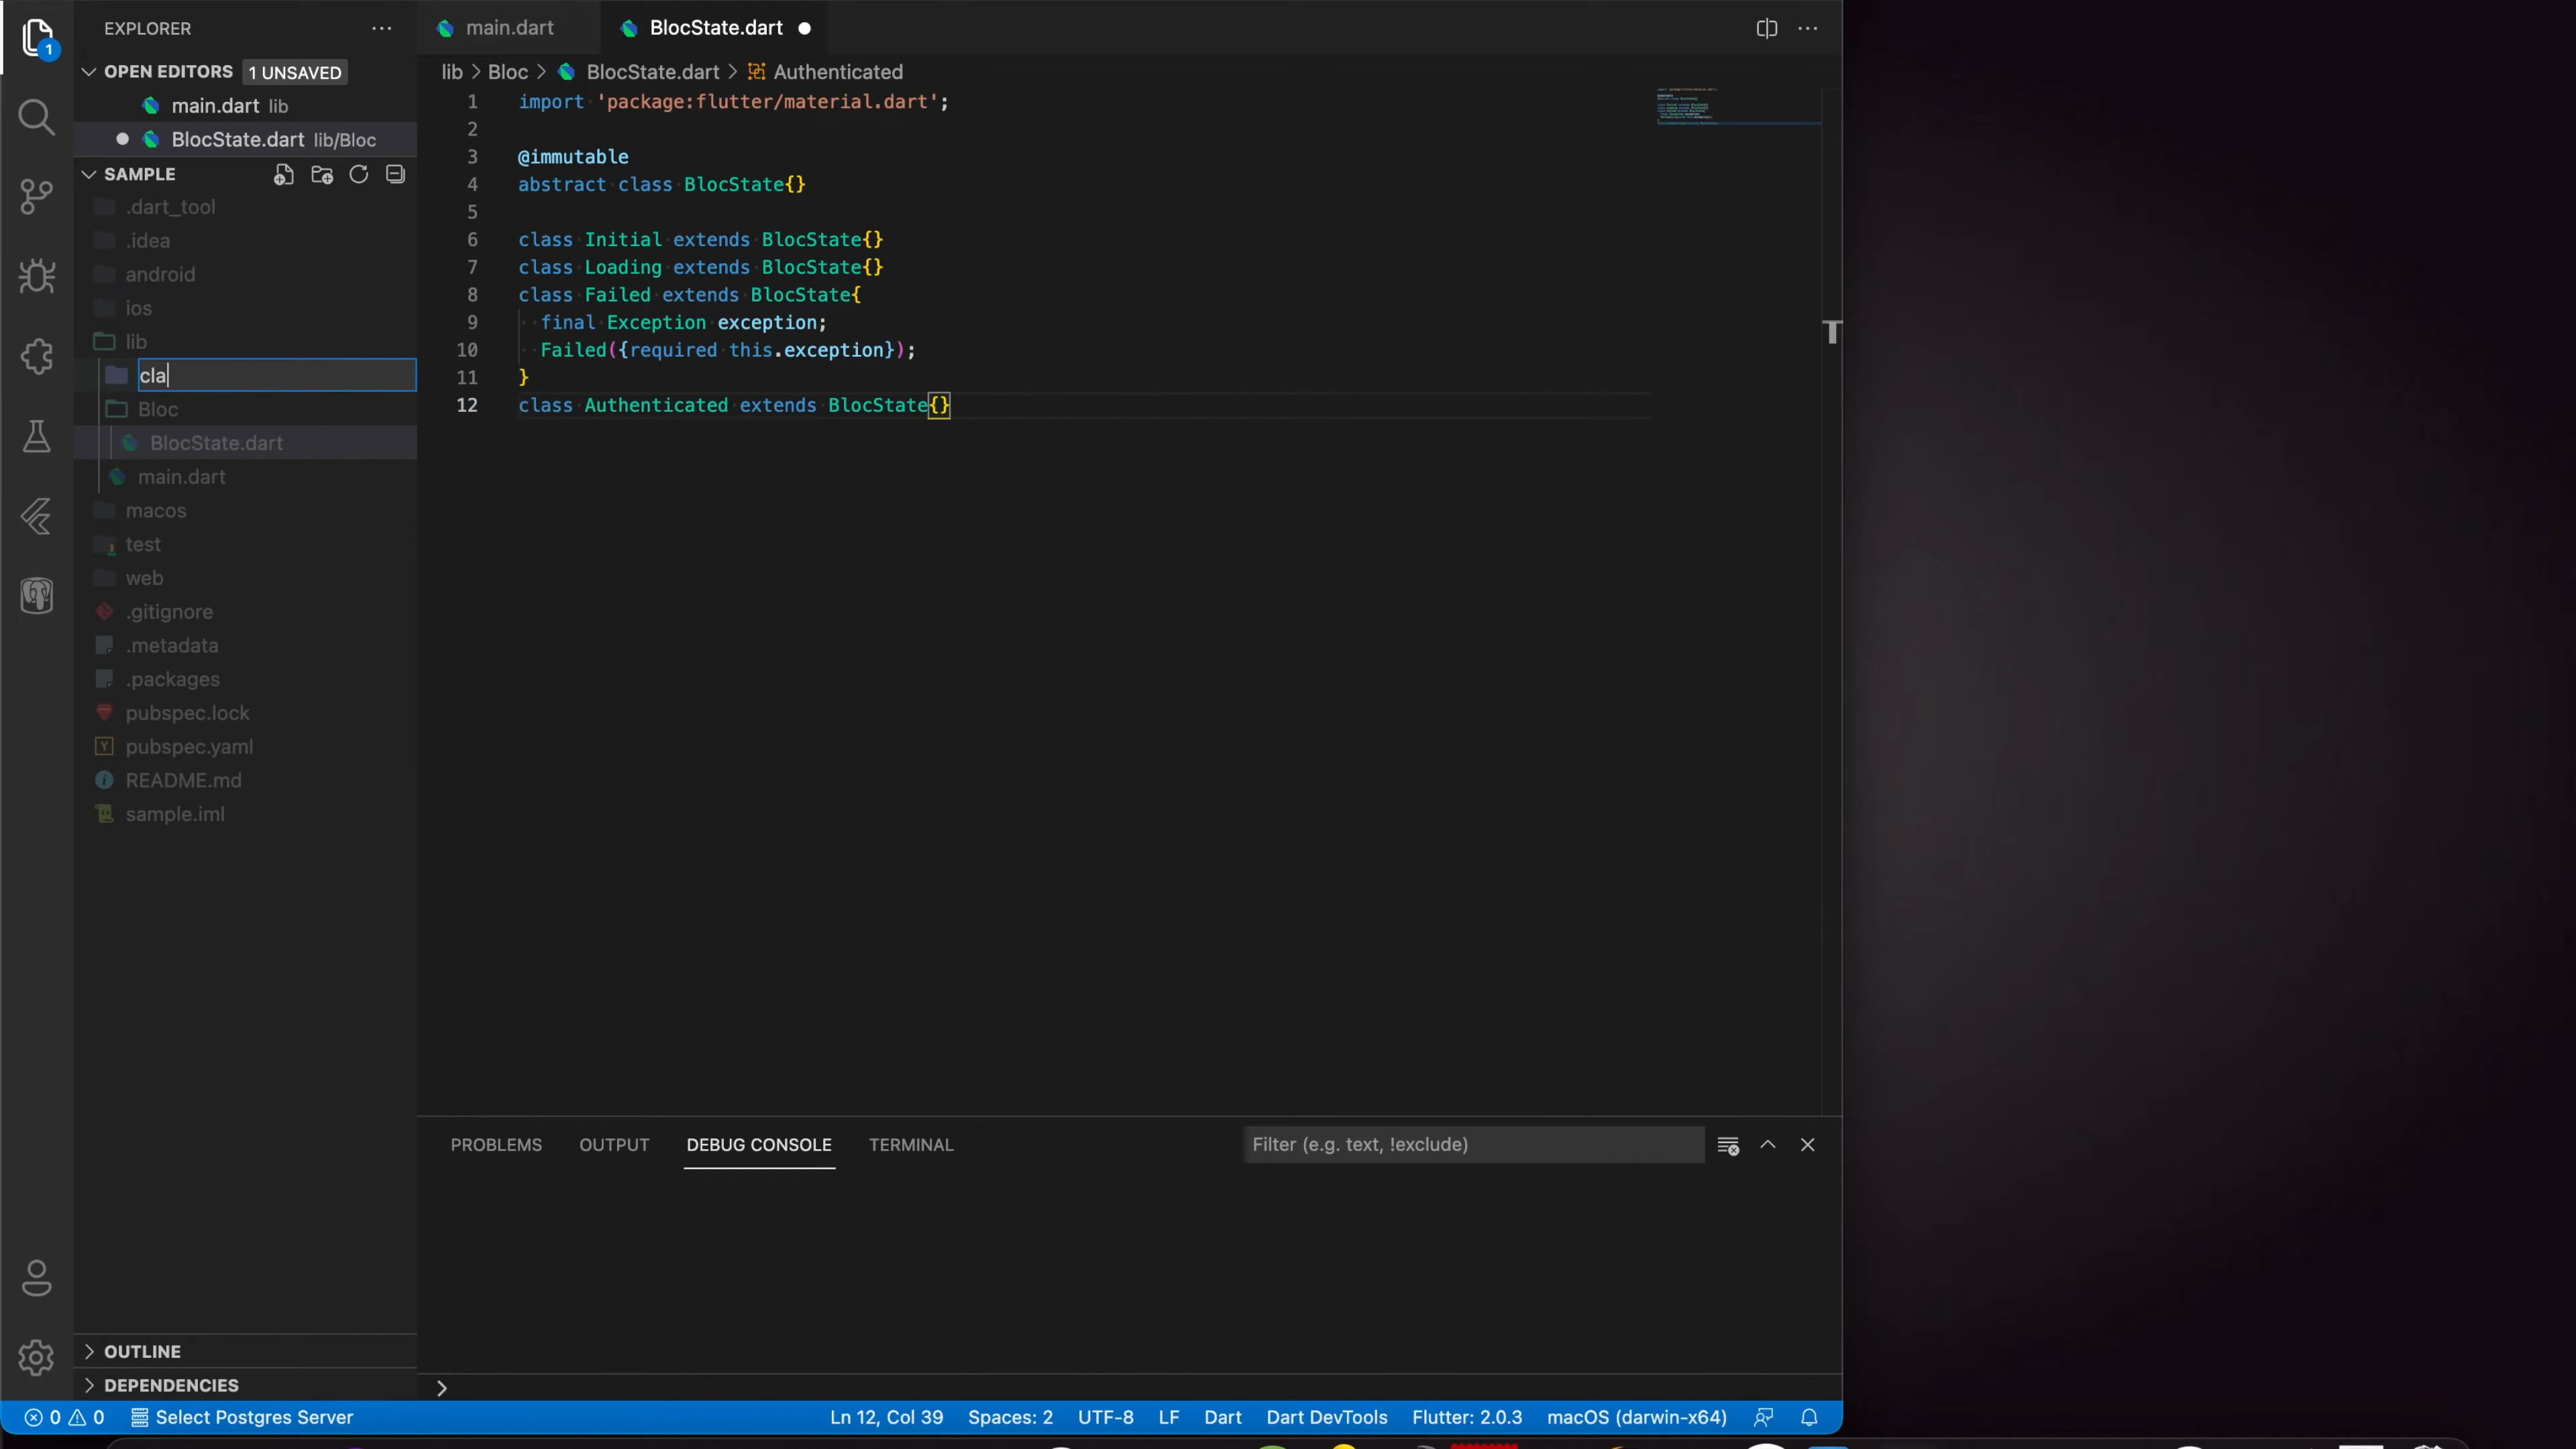 EXPLORER
OPEN EDITORS 1 UNSAVED
main.dart lib
BlocState.dart lib/Bloc
SAMPLE
.dart_tool
.idea
android
ios
lib
cla
Bloc
BlocState.dart
main.dart
macos
test
web
.gitignore
.metadata
.packages
pubspec.lock
pubspec.yaml
README.md
sample.iml
OUTLINE
DEPENDENCIES
1
main.dart
BlocState.dart
lib > Bloc > BlocState.dart > Authenticated
1 import 'package:flutter/material.dart';
2
3 @immutable
4 abstract class BlocState{}
5
6 class Initial extends BlocState{}
7 class Loading extends BlocState{}
8 class Failed extends BlocState{
9 final Exception exception;
10 Failed({required this.exception});
11 }
12 class Authenticated extends BlocState{}
PROBLEMS OUTPUT DEBUG CONSOLE TERMINAL Filter (e.g. text, !exclude)
0 0 Select Postgres Server Ln 12, Col 39 Spaces: 2 UTF-8 LF Dart Dart DevTools Flutter: 2.0.3 macOS (darwin-x64)